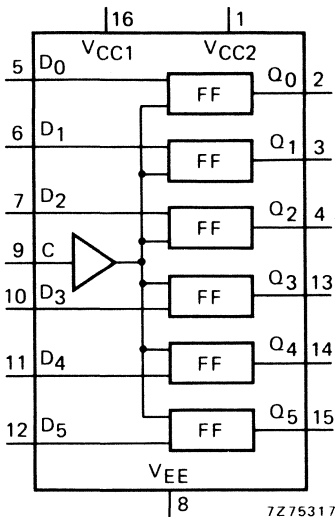 16 1
VCC1 VCC2
5 D0 FF Q0 2
6 D1 FF Q1 3
7 D2 FF Q2 4
9 C
10 D3 FF Q3 13
11 D4 FF Q4 14
12 D5 FF Q5 15
VEE
8
7Z75317